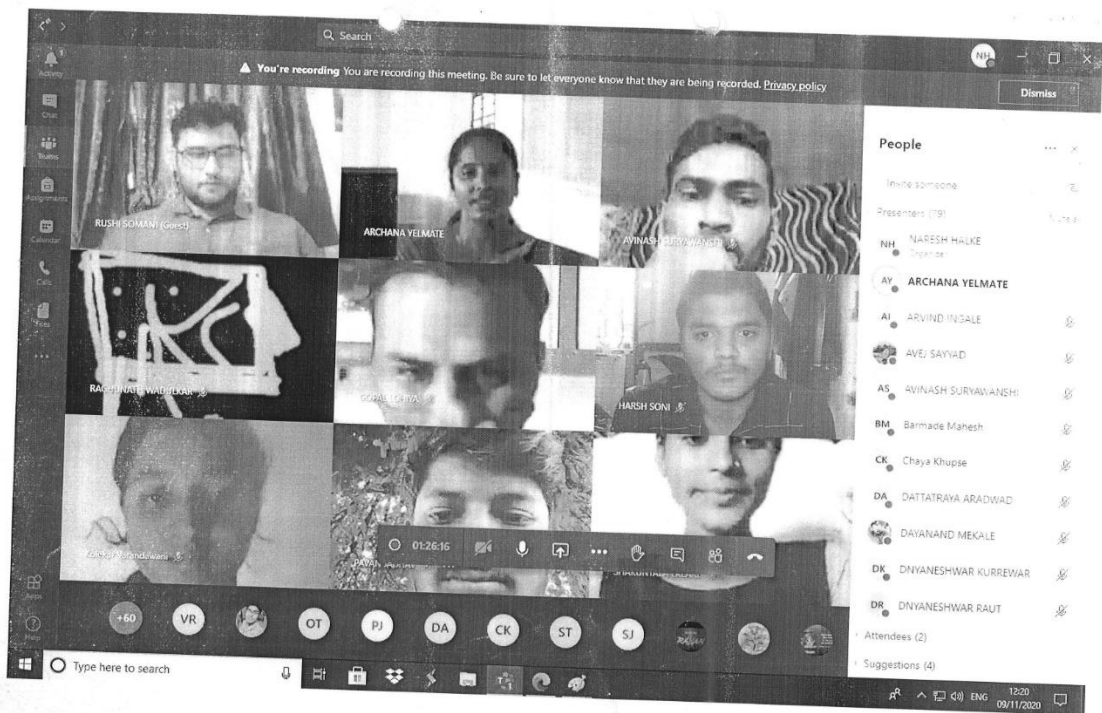 Search
NH
You're recording You are recording this meeting. Be sure to let everyone know that they are being recorded. Privacy policy
Dismiss
Activity
Chat
Teams
Assignments
Calendar
Calls
Files
Apps
Help
RUSHI SOMANI (Guest)
ARCHANA YELMATE
AVINASH SURYAWANSHI
RAGHUNATH WADULKAR
HARSH SONI
01:26:16
+60
VR
OT
PJ
DA
CK
ST
SJ
People
Invite someone
Presenters (79)
NH NARESH HALKE
Organizer
AY ARCHANA YELMATE
AI ARVIND INGALE
AVEJ SAYYAD
AS AVINASH SURYAWANSHI
BM Barmade Mahesh
CK Chaya Khupse
DA DATTATRAYA ARADWAD
DAYANAND MEKALE
DK DNYANESHWAR KURREWAR
DR DNYANESHWAR RAUT
Attendees (2)
Suggestions (4)
Type here to search
ENG
12:20
09/11/2020